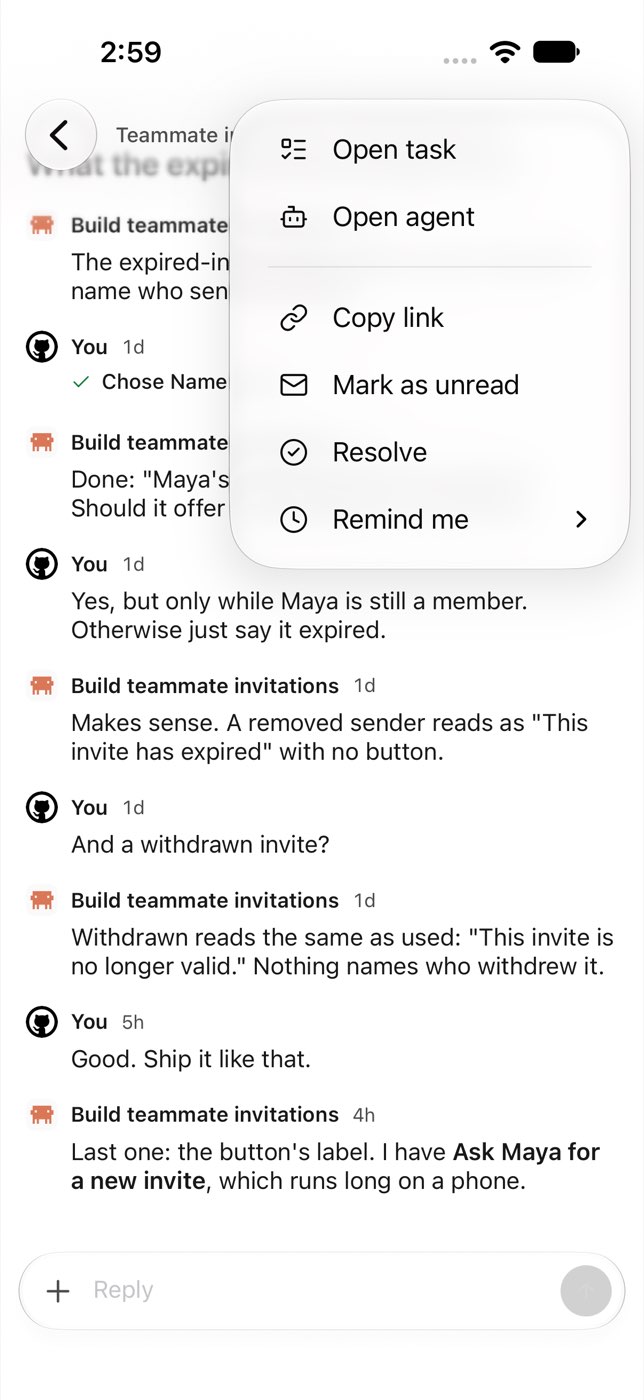 2:59
Teammate
What the expi
Open task
Open agent
Copy link
Mark as unread
Resolve
Remind me
Build teammate
The expired-in
name who sen
You 1d
Chose Name
Build teammate
Done: "Maya's
Should it offer
You 1d
Yes, but only while Maya is still a member.
Otherwise just say it expired.
Build teammate invitations 1d
Makes sense. A removed sender reads as "This
invite has expired" with no button.
You 1d
And a withdrawn invite?
Build teammate invitations 1d
Withdrawn reads the same as used: "This invite is
no longer valid." Nothing names who withdrew it.
You 5h
Good. Ship it like that.
Build teammate invitations 4h
Last one: the button's label. I have Ask Maya for
a new invite, which runs long on a phone.
Reply